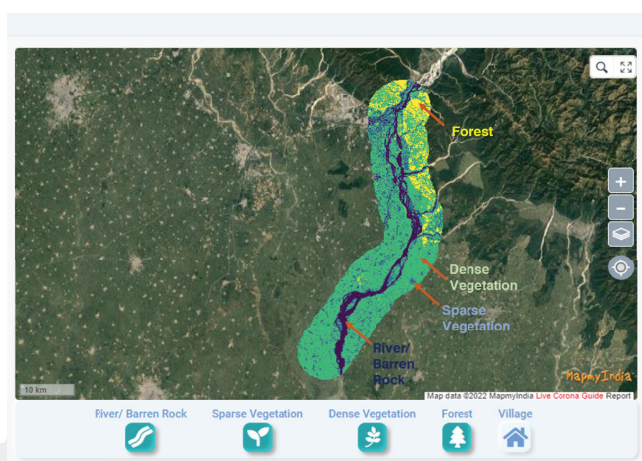 Forest
Dense
Vegetation
Sparse
Vegetation
River/
Barren
Rock
10 km
MapmyIndia
Map data ©2022 MapmyIndia Live Corona Guide Report
River/ Barren Rock Sparse Vegetation Dense Vegetation Forest Village